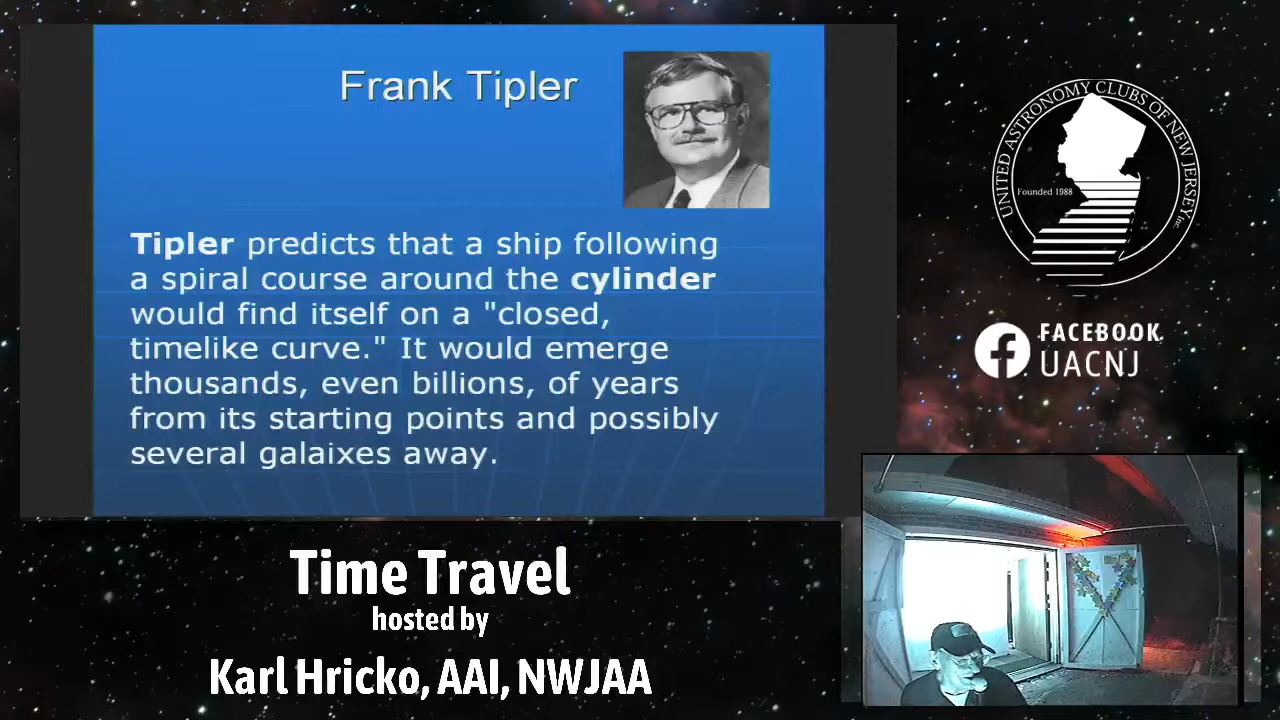 Frank Tipler
Tipler predicts that a ship following
a spiral course around the cylinder
would find itself on a "closed,
timelike curve." It would emerge
thousands, even billions, of years
from its starting points and possibly
several galaixes away.
UNITED ASTRONOMY CLUBS OF NEW JERSEY Inc.
Founded 1988
FACEBOOK
UACNJ
Time Travel
hosted by
Karl Hricko, AAI, NWJAA